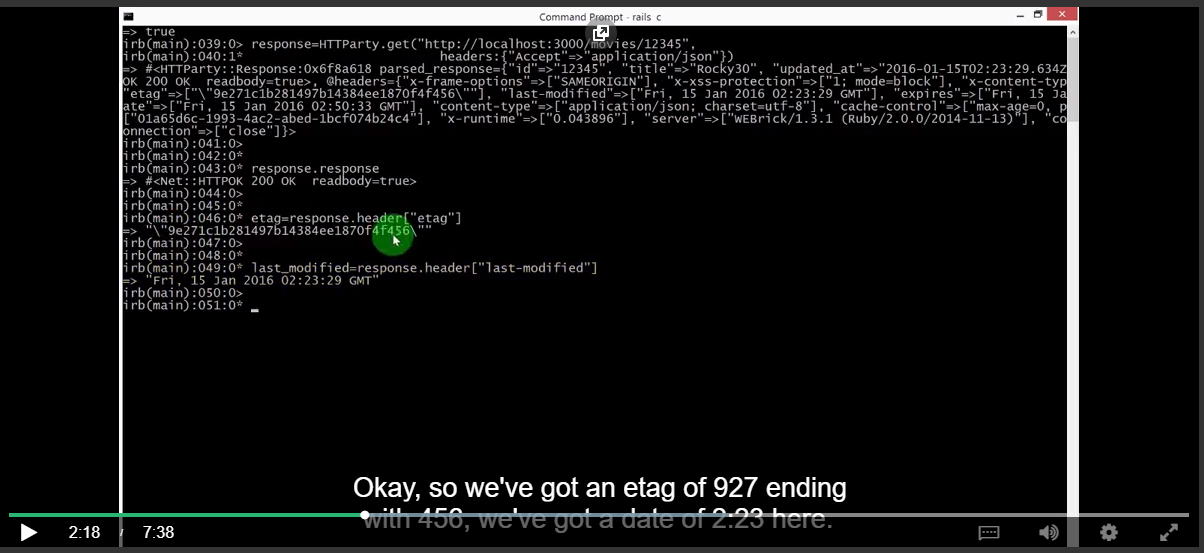 Command Prompt - rails c
=> true
irb(main):039:0> response=HTTParty.get("http://localhost:3000/movies/12345",
irb(main):040:1* headers:{"Accept"=>"application/json"})
=> #<HTTParty::Response:0x6f8a618 parsed_response={"id"=>"12345", "title"=>"Rocky30", "updated_at"=>"2016-01-15T02:23:29.634Z
OK 200 OK readbody=true>, @headers={"x-frame-options"=>["SAMEORIGIN"], "x-xss-protection"=>["1; mode=block"], "x-content-typ
"etag"=>["\"9e271c1b281497b14384ee1870f4f456\""], "last-modified"=>["Fri, 15 Jan 2016 02:23:29 GMT"], "expires"=>["Fri, 15 Ja
ate"=>["Fri, 15 Jan 2016 02:50:33 GMT"], "content-type"=>["application/json; charset=utf-8"], "cache-control"=>["max-age=0, p
["01a65d6c-1993-4ac2-abed-1bcf074b24c4"], "x-runtime"=>["0.043896"], "server"=>["WEBrick/1.3.1 (Ruby/2.0.0/2014-11-13)"], "co
onnection"=>["close"]}>
irb(main):041:0>
irb(main):042:0*
irb(main):043:0* response.response
=> #<Net::HTTPOK 200 OK readbody=true>
irb(main):044:0>
irb(main):045:0*
irb(main):046:0* etag=response.header["etag"]
=> "\"9e271c1b281497b14384ee1870f4f456\""
irb(main):047:0>
irb(main):048:0*
irb(main):049:0* last_modified=response.header["last-modified"]
=> "Fri, 15 Jan 2016 02:23:29 GMT"
irb(main):050:0>
irb(main):051:0* _
Okay, so we've got an etag of 927 ending
with 456, we've got a date of 2:23 here.
2:18 / 7:38